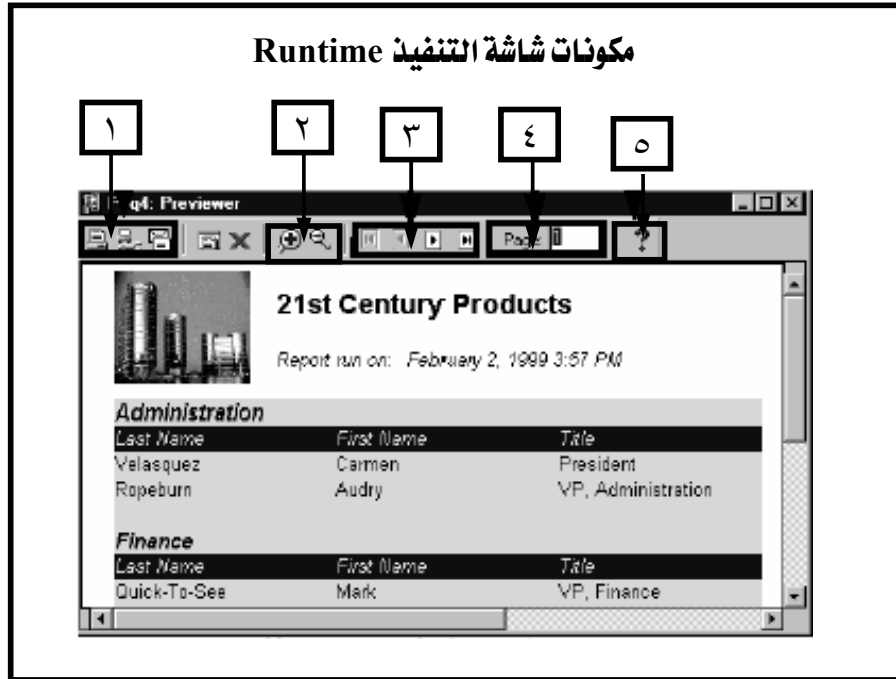 مكونات شاشة التنفيذ Runtime
١ ٢ ٣ ٤ ٥
q4: Previewer
Page: 1
?
21st Century Products
Report run on: February 2, 1999 3:57 PM
Administration
Last Name First Name Title
Velasquez Carmen President
Ropeburn Audry VP, Administration
Finance
Last Name First Name Title
Quick-To-See Mark VP, Finance